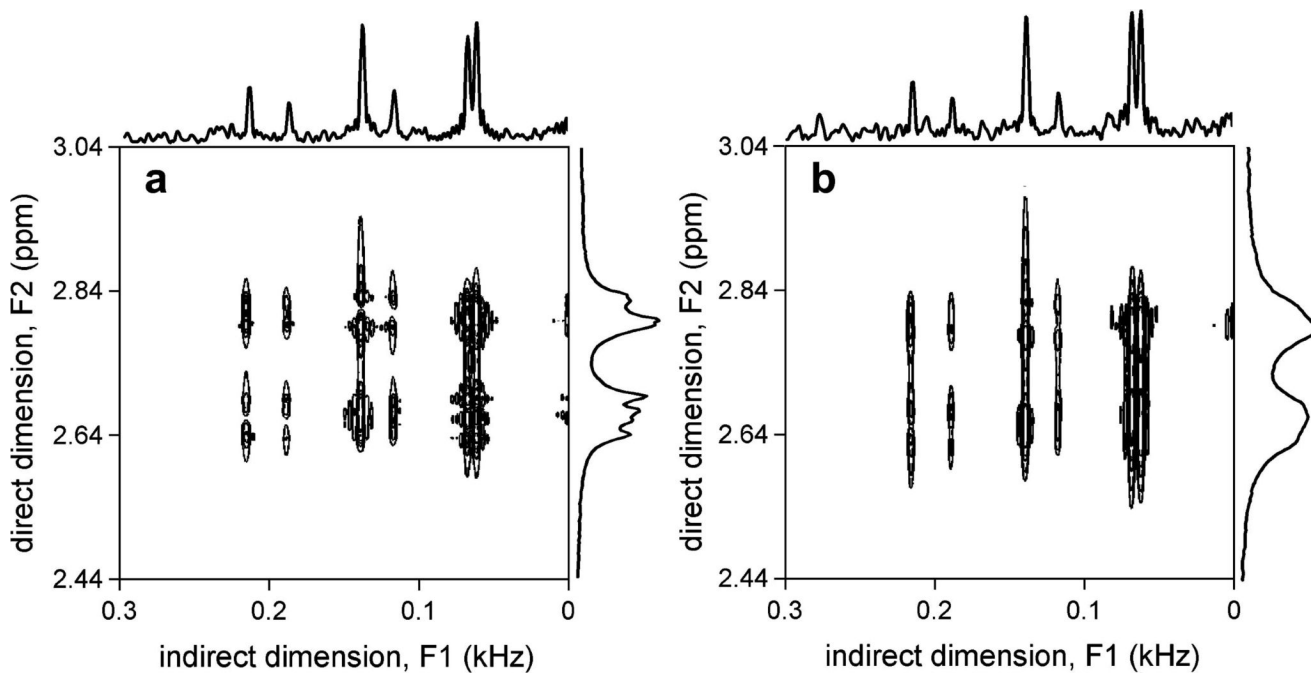 a
direct dimension, F2 (ppm)
3.04
2.84
2.64
2.44
0.3
0.2
0.1
0
indirect dimension, F1 (kHz)
b
direct dimension, F2 (ppm)
3.04
2.84
2.64
2.44
0.3
0.2
0.1
0
indirect dimension, F1 (kHz)